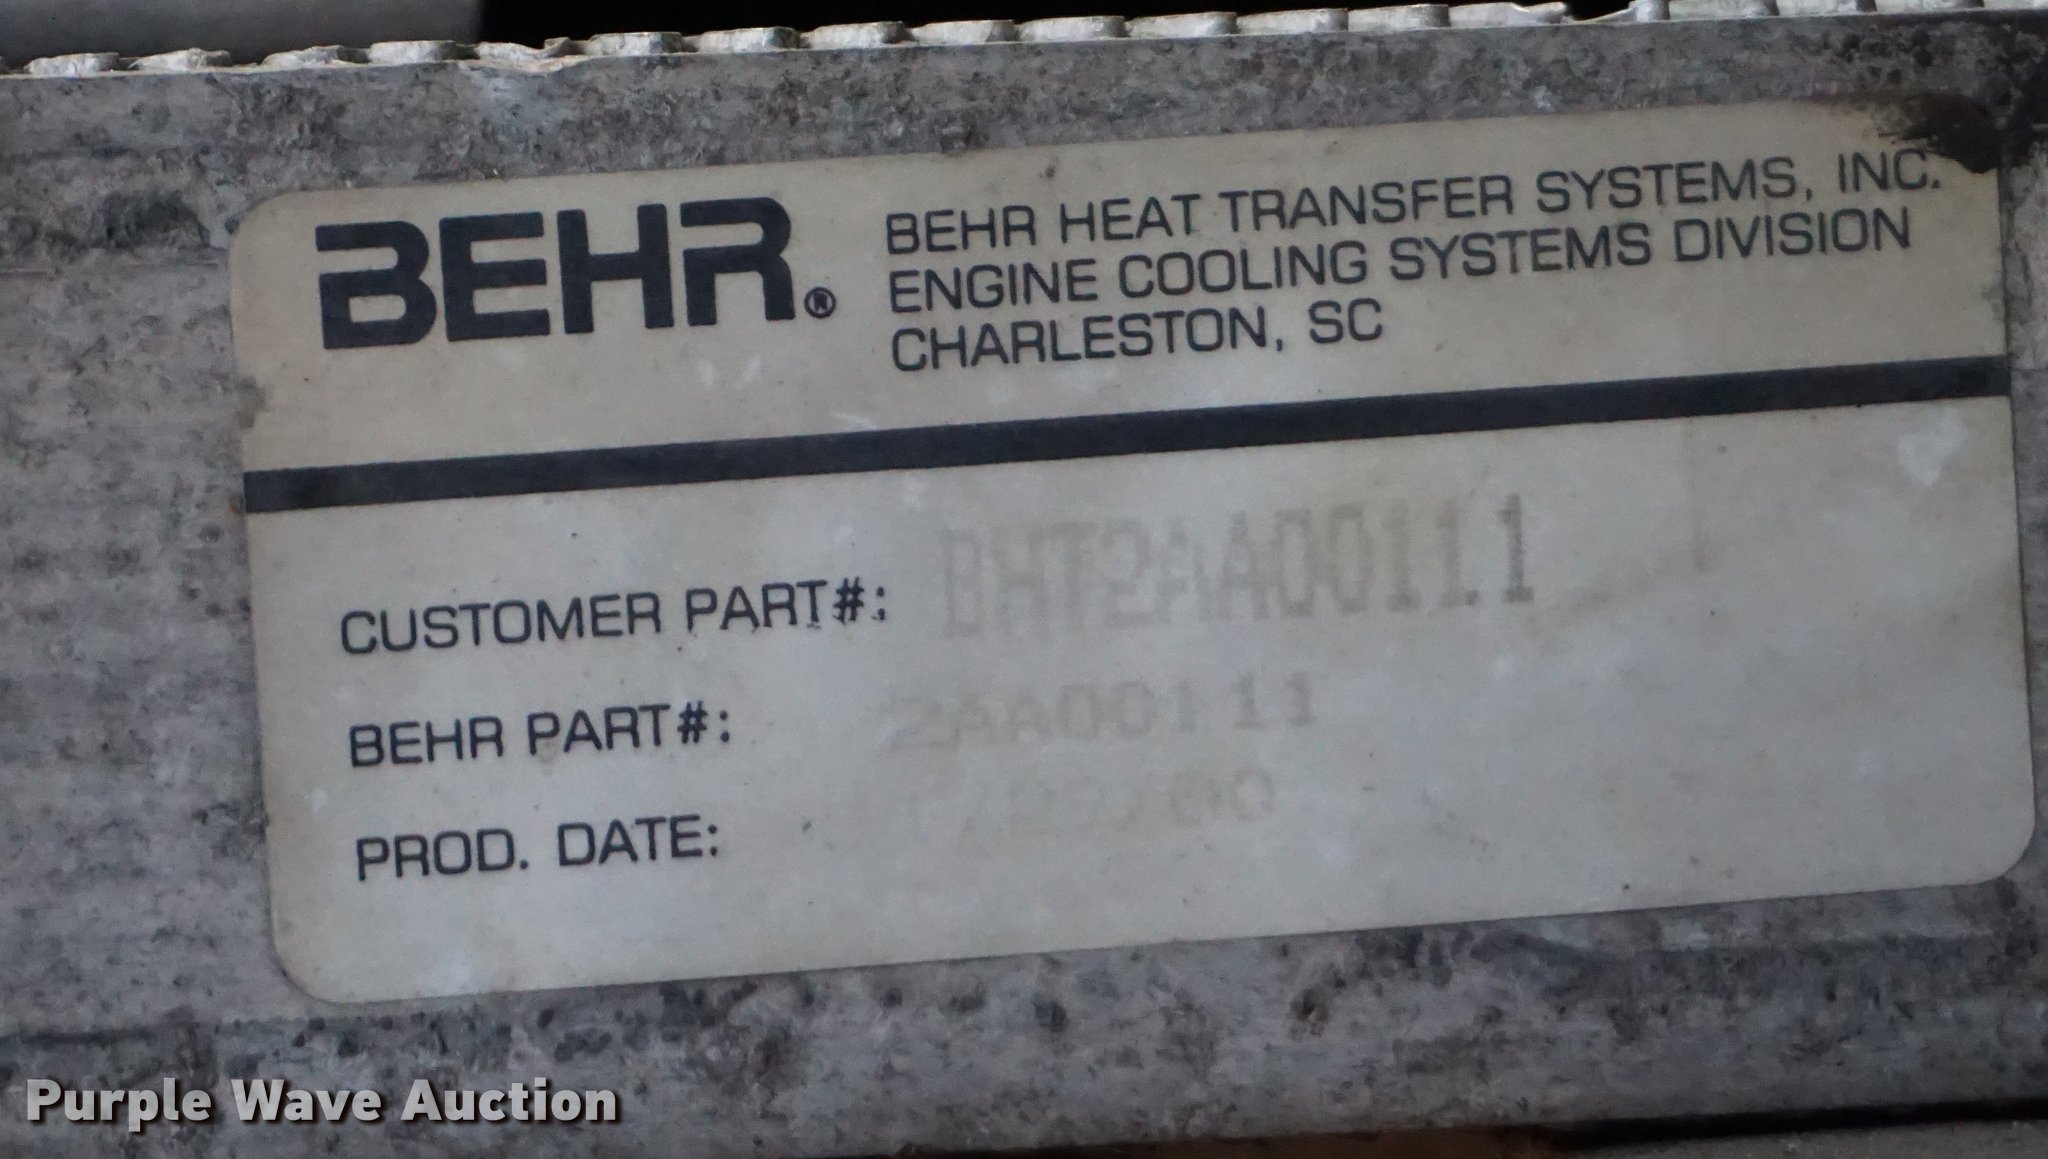 BEHR®
BEHR HEAT TRANSFER SYSTEMS, INC.
ENGINE COOLING SYSTEMS DIVISION
CHARLESTON, SC
CUSTOMER PART#: BHT2AA00111
BEHR PART#: 2AA00111
PROD. DATE:
Purple Wave Auction